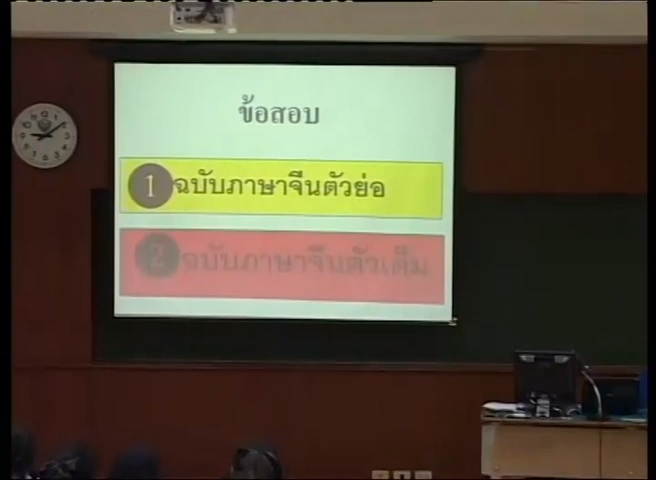 ข้อสอบ
1 ฉบับภาษาจีนตัวย่อ
2 ฉบับภาษาจีนตัวเต็ม